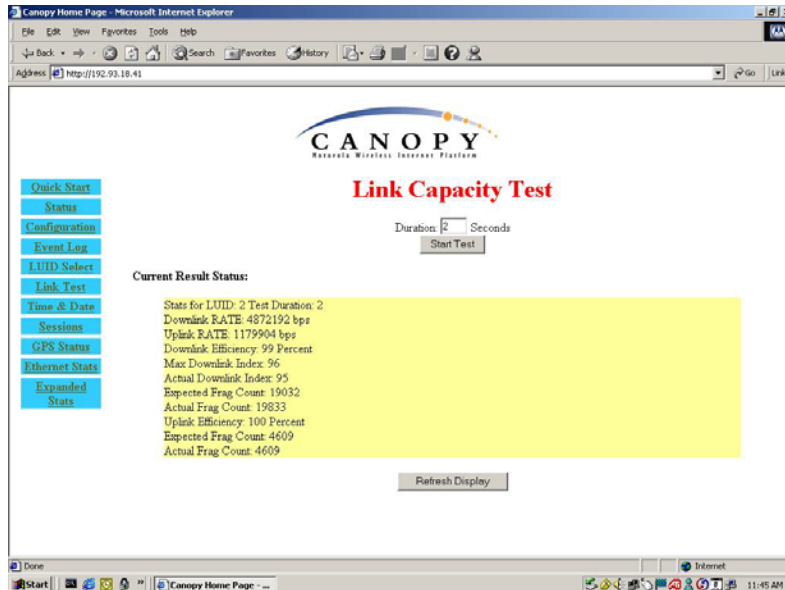 Canopy Home Page - Microsoft Internet Explorer
File Edit View Favorites Tools Help
Back Search Favorites History
Address http://192.93.18.41 Go Link
CANOPY
Motorola Wireless Internet Platform
Quick Start
Status
Configuration
Event Log
LUID Select
Link Test
Time & Date
Sessions
GPS Status
Ethernet Stats
Expanded
Stats
Link Capacity Test
Duration: 2 Seconds
Start Test
Current Result Status:
Stats for LUID: 2 Test Duration: 2
Downlink RATE: 4872192 bps
Uplink RATE: 1179904 bps
Downlink Efficiency: 99 Percent
Max Downlink Index: 96
Actual Downlink Index: 95
Expected Frag Count: 19032
Actual Frag Count: 19833
Uplink Efficiency: 100 Percent
Expected Frag Count: 4609
Actual Frag Count: 4609
Refresh Display
Done Internet
Start Canopy Home Page - ... 11:45 AM